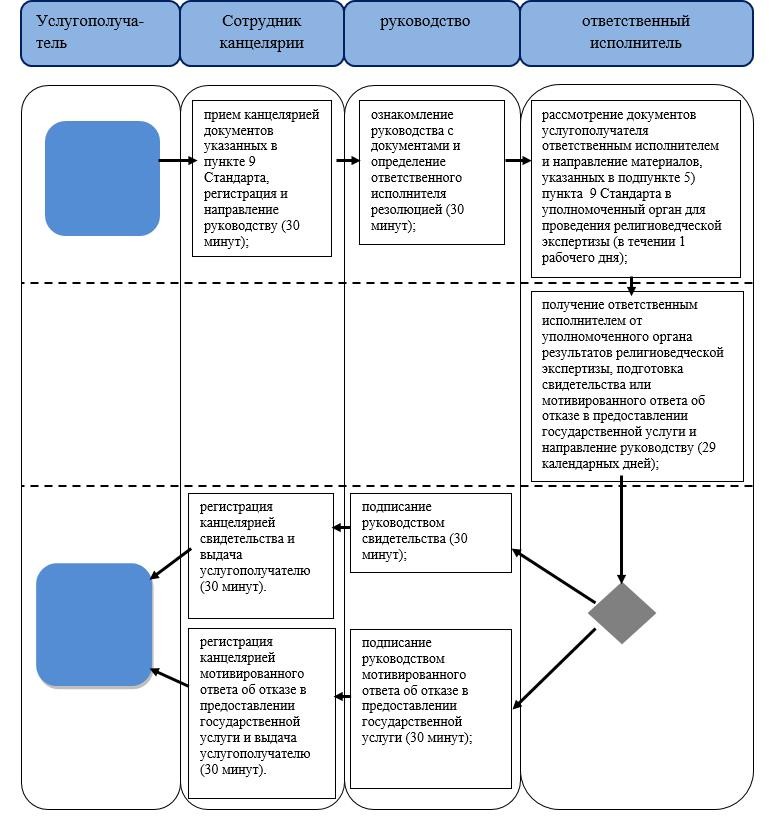 Услугополуча-
тель
Сотрудник
канцелярии
руководство
ответственный
исполнитель
прием канцелярией
документов
указанных в
пункте 9
Стандарта,
регистрация и
направление
руководству (30
минут);
ознакомление
руководства с
документами и
определение
ответственного
исполнителя
резолюцией (30
минут);
рассмотрение документов
услугополучателя
ответственным исполнителем
и направление материалов,
указанных в подпункте 5)
пункта 9 Стандарта в
уполномоченный орган для
проведения религиоведческой
экспертизы (в течении 1
рабочего дня);
получение ответственным
исполнителем от
уполномоченного органа
результатов религиоведческой
экспертизы, подготовка
свидетельства или
мотивированного ответа об
отказе в предоставлении
государственной услуги и
направление руководству (29
календарных дней);
регистрация
канцелярией
свидетельства и
выдача
услугополучателю
(30 минут).
подписание
руководством
свидетельства (30
минут);
регистрация
канцелярией
мотивированного
ответа об отказе в
предоставлении
государственной
услуги и выдача
услугополучателю
(30 минут).
подписание
руководством
мотивированного
ответа об отказе в
предоставлении
государственной
услуги (30 минут);